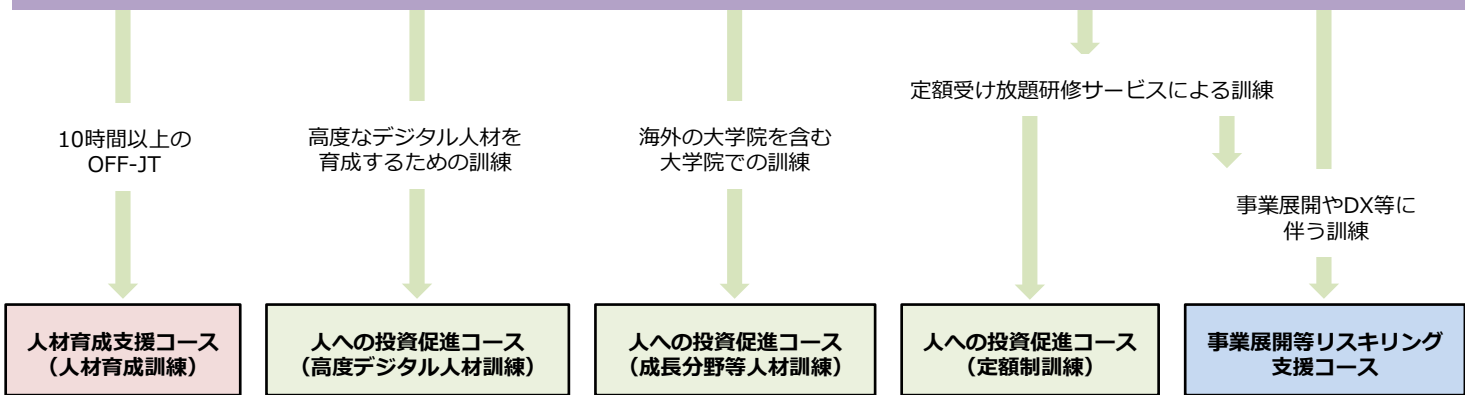 定額受け放題研修サービスによる訓練
10時間以上の
OFF-JT
高度なデジタル人材を
育成するための訓練
海外の大学院を含む
大学院での訓練
事業展開やDX等に
伴う訓練
人材育成支援コース
（人材育成訓練）
人への投資促進コース
（高度デジタル人材訓練）
人への投資促進コース
（成長分野等人材訓練）
人への投資促進コース
（定額制訓練）
事業展開等リスキリング
支援コース